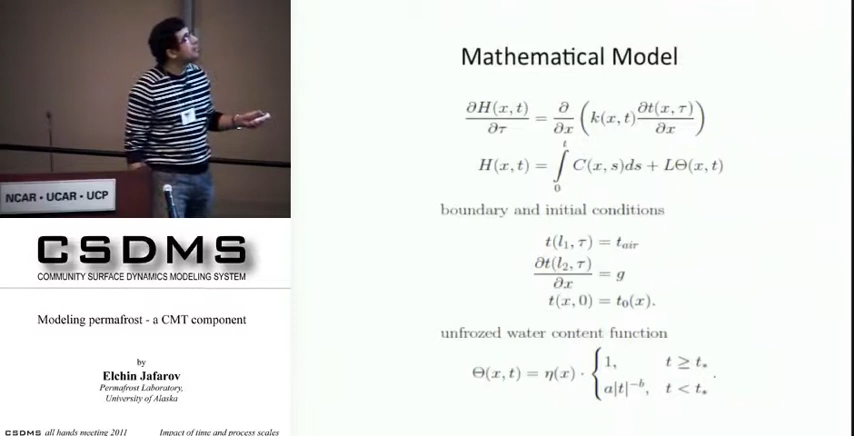 NCAR • UCAR • UCP
CSDMS
COMMUNITY SURFACE DYNAMICS MODELING SYSTEM
Modeling permafrost - a CMT component
by
Elchin Jafarov
Permafrost Laboratory,
University of Alaska
CSDMS all hands meeting 2011 Impact of time and process scales
Mathematical Model
∂H(x,t)/∂τ = ∂/∂x (k(x,t) ∂t(x,τ)/∂x)
H(x,t) = ∫₀ᵗ C(x,s)ds + LΘ(x,t)
boundary and initial conditions
t(l₁,τ) = t_air
∂t(l₂,τ)/∂x = g
t(x,0) = t₀(x).
unfrozed water content function
Θ(x,t) = η(x) · { 1, t ≥ t*
a|t|^−b, t < t* .